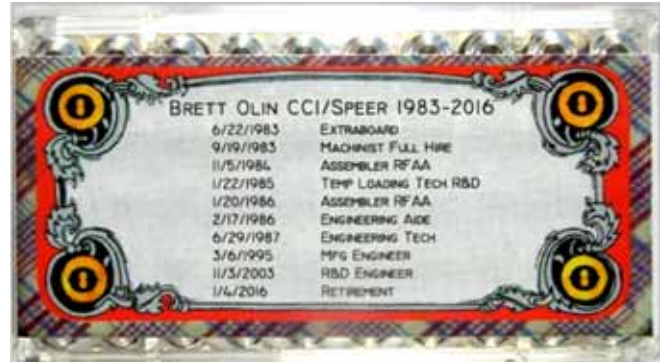 BRETT OLIN CCI/SPEER 1983-2016
6/22/1983 EXTRABOARD
9/19/1983 MACHINIST FULL HIRE
11/5/1984 ASSEMBLER RFAA
1/22/1985 TEMP LOADING TECH R&D
1/20/1986 ASSEMBLER RFAA
2/17/1986 ENGINEERING AIDE
6/29/1987 ENGINEERING TECH
3/6/1995 MFG ENGINEER
11/3/2003 R&D ENGINEER
1/4/2016 RETIREMENT